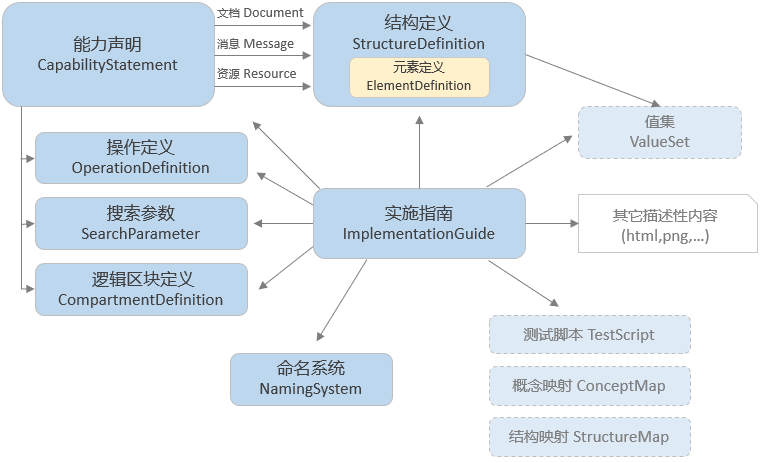 能力声明
CapabilityStatement
文档 Document
消息 Message
资源 Resource
结构定义
StructureDefinition
元素定义
ElementDefinition
值集
ValueSet
操作定义
OperationDefinition
搜索参数
SearchParameter
逻辑区块定义
CompartmentDefinition
实施指南
ImplementationGuide
其它描述性内容
(html,png,...)
命名系统
NamingSystem
测试脚本 TestScript
概念映射 ConceptMap
结构映射 StructureMap